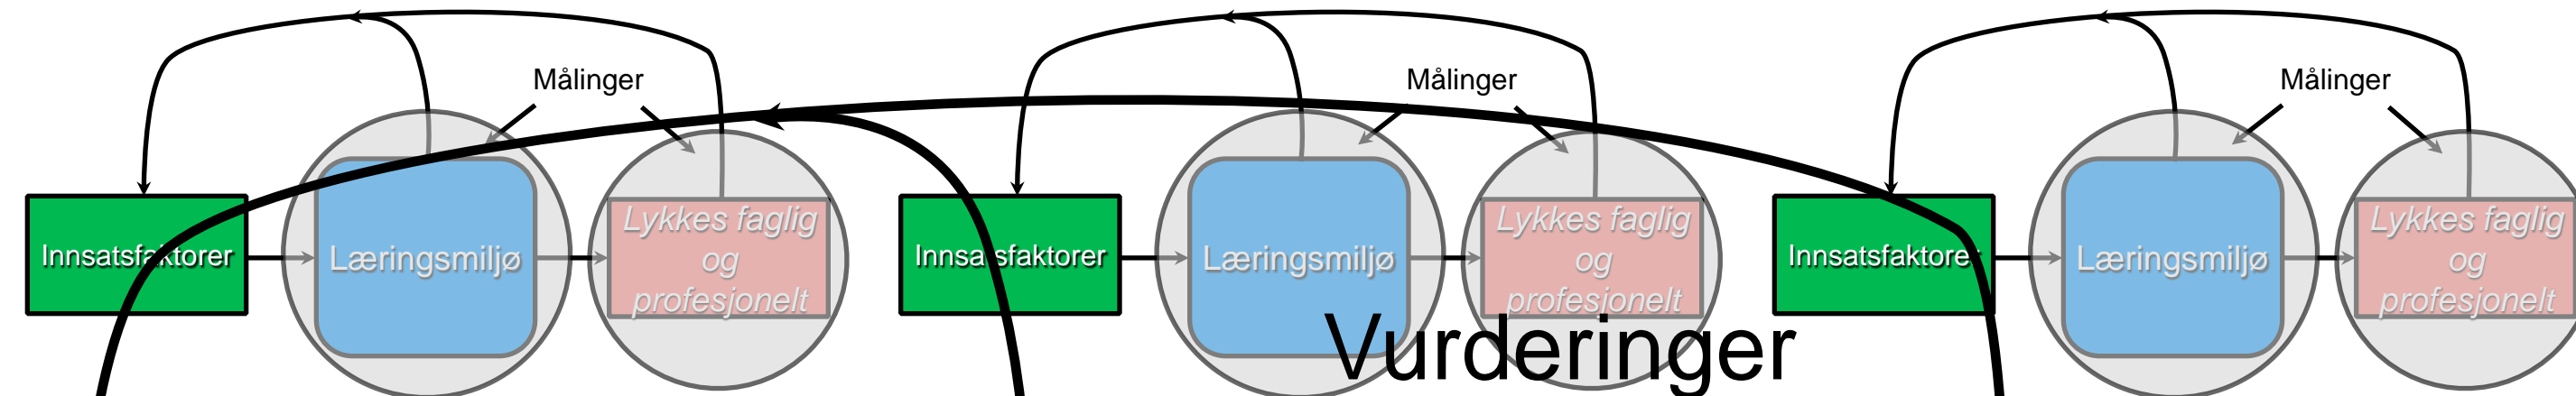 Målinger
Målinger
Målinger
Innsatsfaktorer
Læringsmiljø
Lykkes faglig
og
profesjonelt
Innsatsfaktorer
Læringsmiljø
Lykkes faglig
og
profesjonelt
Innsatsfaktorer
Læringsmiljø
Lykkes faglig
og
profesjonelt
Vurderinger